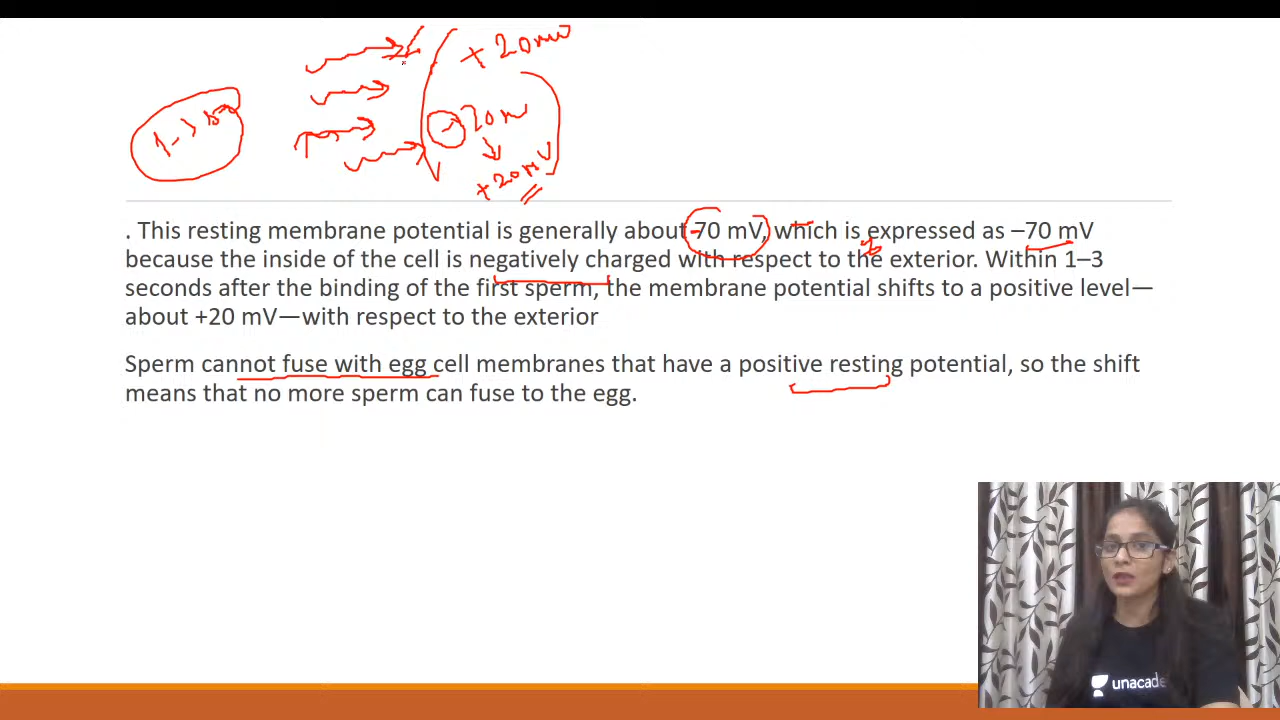 +20mv
1-3 sec
-70mv
+20mV
. This resting membrane potential is generally about -70 mV, which is expressed as –70 mV
because the inside of the cell is negatively charged with respect to the exterior. Within 1–3
seconds after the binding of the first sperm, the membrane potential shifts to a positive level—
about +20 mV—with respect to the exterior
Sperm cannot fuse with egg cell membranes that have a positive resting potential, so the shift
means that no more sperm can fuse to the egg.
unacade